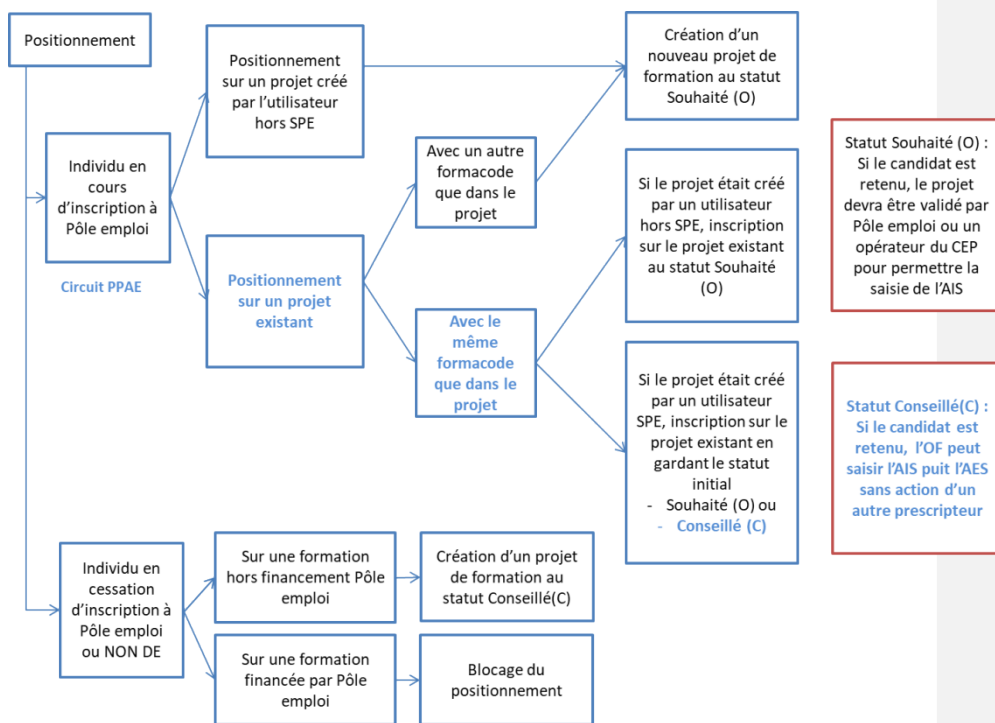 Positionnement
Individu en
cours
d'inscription à
Pôle emploi
Circuit PPAE
Positionnement
sur un projet créé
par l'utilisateur
hors SPE
Positionnement
sur un projet
existant
Avec un autre
formacode
que dans le
projet
Avec le
même
formacode
que dans le
projet
Création d'un
nouveau projet de
formation au statut
Souhaité (O)
Si le projet était créé
par un utilisateur
hors SPE, inscription
sur le projet existant
au statut Souhaité
(O)
Si le projet était créé
par un utilisateur
SPE, inscription sur le
projet existant en
gardant le statut
initial
- Souhaité (O) ou
- Conseillé (C)
Statut Souhaité (O) :
Si le candidat est
retenu, le projet
devra être validé par
Pôle emploi ou un
opérateur du CEP
pour permettre la
saisie de l'AIS
Statut Conseillé(C) :
Si le candidat est
retenu, l'OF peut
saisir l'AIS puit l'AES
sans action d'un
autre prescripteur
Individu en
cessation
d'inscription à
Pôle emploi
ou NON DE
Sur une formation
hors financement Pôle
emploi
Création d'un projet
de formation au
statut Conseillé(C)
Sur une formation
financée par Pôle
emploi
Blocage du
positionnement